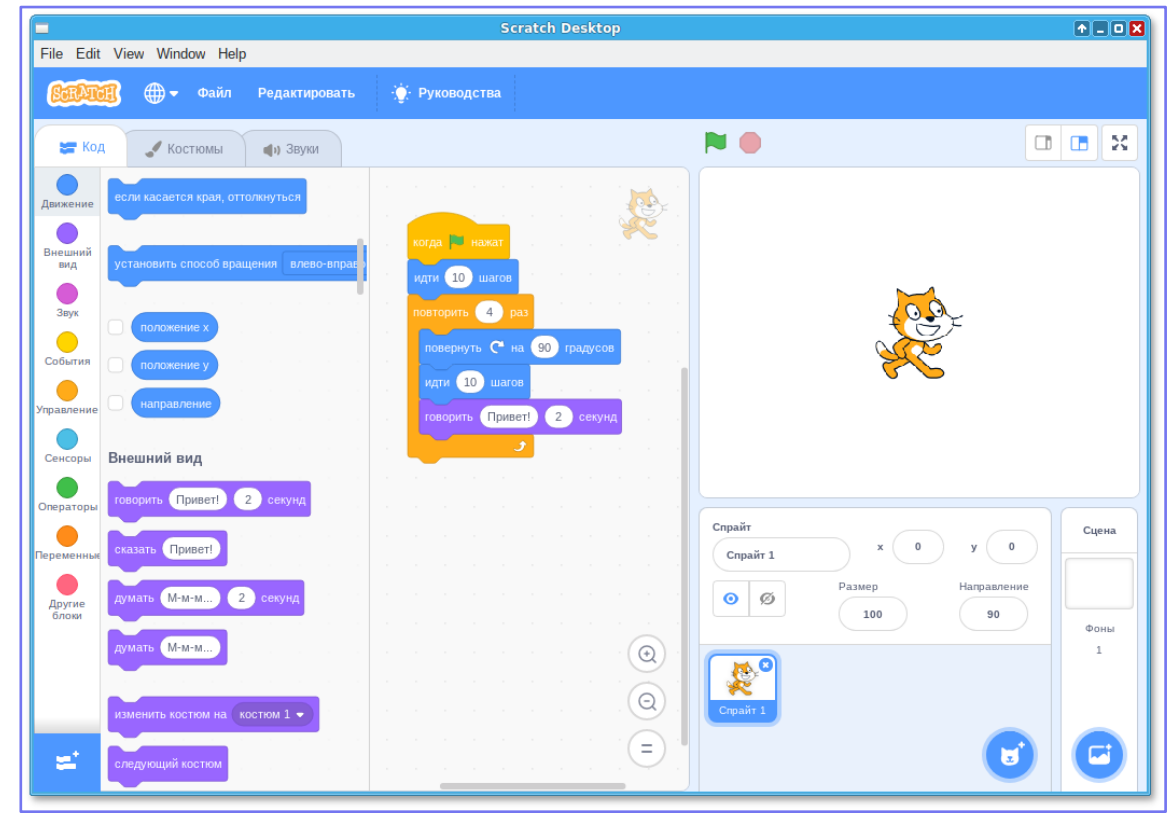 Scratch Desktop
File Edit View Window Help
SCRATCH Файл Редактировать Руководства
Код Костюмы Звуки
Движение
Внешний
вид
Звук
События
Управление
Сенсоры
Операторы
Переменные
Другие
блоки
если касается края, оттолкнуться
установить способ вращения влево-вправо
положение x
положение y
направление
Внешний вид
говорить Привет! 2 секунд
сказать Привет!
думать М-м-м... 2 секунд
думать М-м-м...
изменить костюм на костюм 1
следующий костюм
когда нажат
идти 10 шагов
повторить 4 раз
повернуть на 90 градусов
идти 10 шагов
говорить Привет! 2 секунд
Спрайт
Спрайт 1 x 0 y 0
Размер Направление
100 90
Спрайт 1
Сцена
Фоны
1